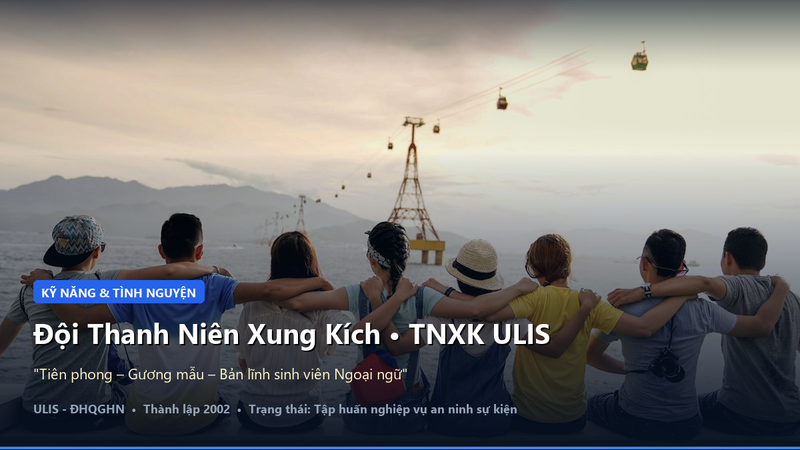 KỸ NĂNG & TÌNH NGUYỆN
Đội Thanh Niên Xung Kích • TNXK ULIS
"Tiên phong – Gương mẫu – Bản lĩnh sinh viên Ngoại ngữ"
ULIS - ĐHQGHN • Thành lập 2002 • Trạng thái: Tập huấn nghiệp vụ an ninh sự kiện